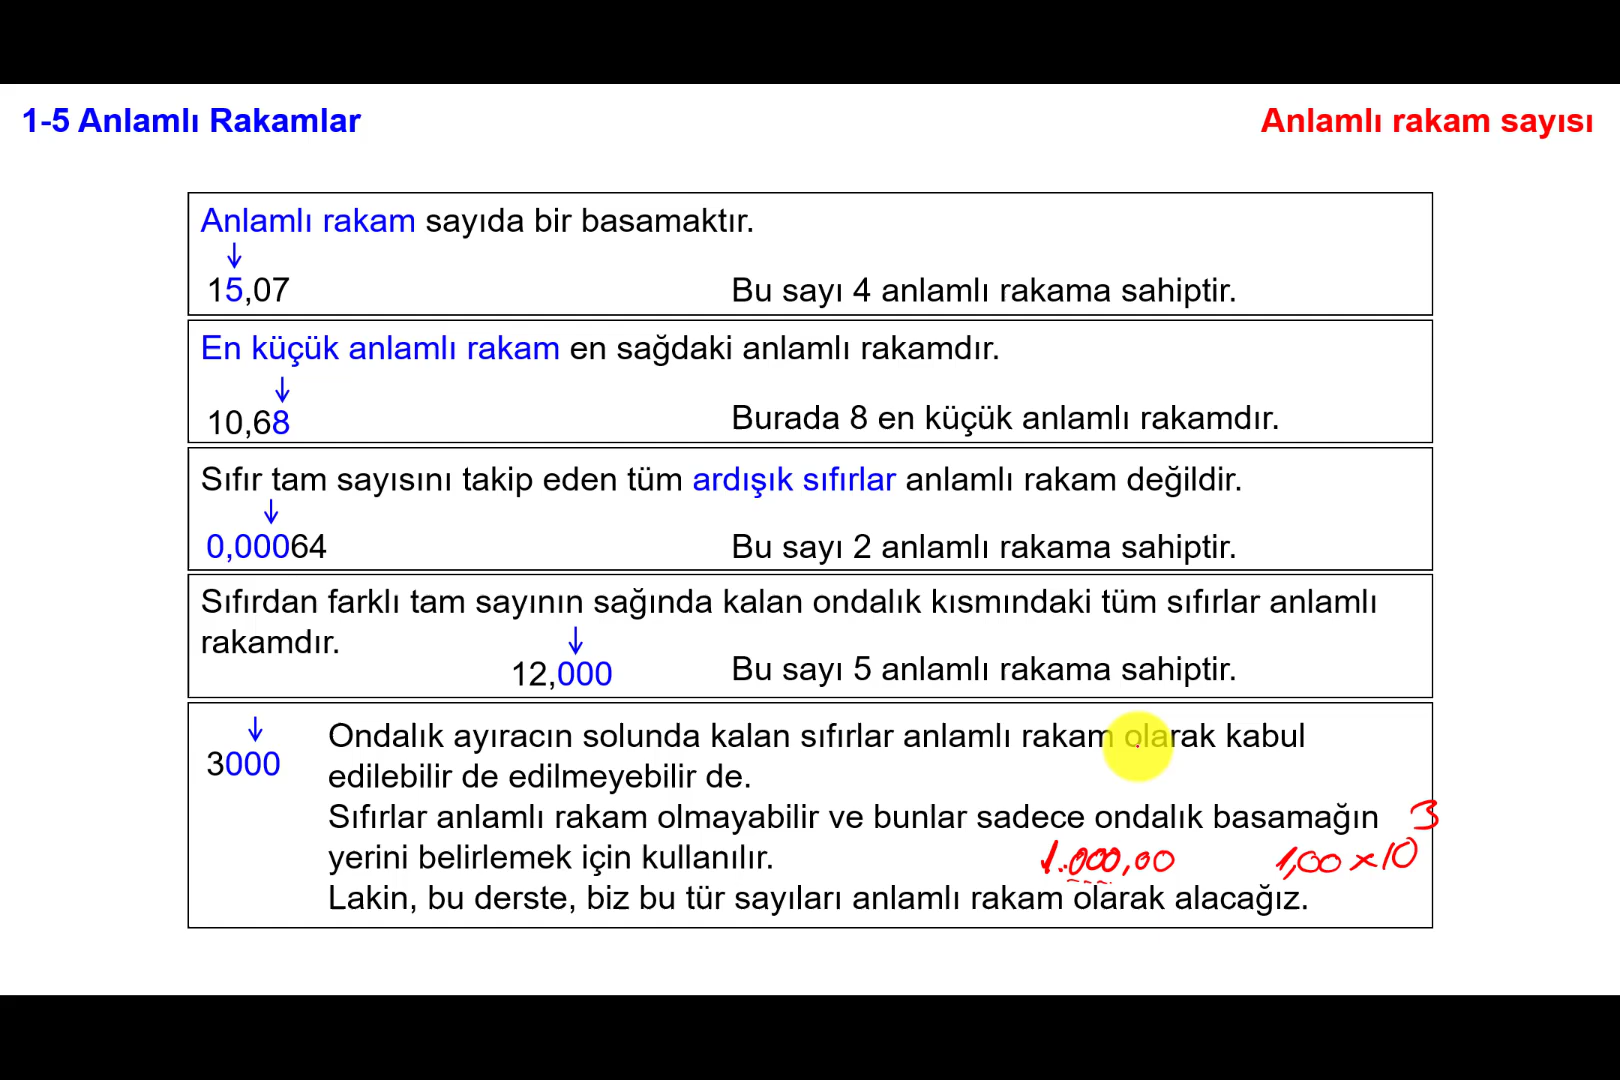 1-5 Anlamlı Rakamlar
Anlamlı rakam sayısı
Anlamlı rakam sayıda bir basamaktır.
15,07
Bu sayı 4 anlamlı rakama sahiptir.
En küçük anlamlı rakam en sağdaki anlamlı rakamdır.
10,68
Burada 8 en küçük anlamlı rakamdır.
Sıfır tam sayısını takip eden tüm ardışık sıfırlar anlamlı rakam değildir.
0,00064
Bu sayı 2 anlamlı rakama sahiptir.
Sıfırdan farklı tam sayının sağında kalan ondalık kısmındaki tüm sıfırlar anlamlı
rakamdır.
12,000
Bu sayı 5 anlamlı rakama sahiptir.
3000
Ondalık ayıracın solunda kalan sıfırlar anlamlı rakam olarak kabul
edilebilir de edilmeyebilir de.
Sıfırlar anlamlı rakam olmayabilir ve bunlar sadece ondalık basamağın
yerini belirlemek için kullanılır.
1.000,00
1,00 × 10³
Lakin, bu derste, biz bu tür sayıları anlamlı rakam olarak alacağız.